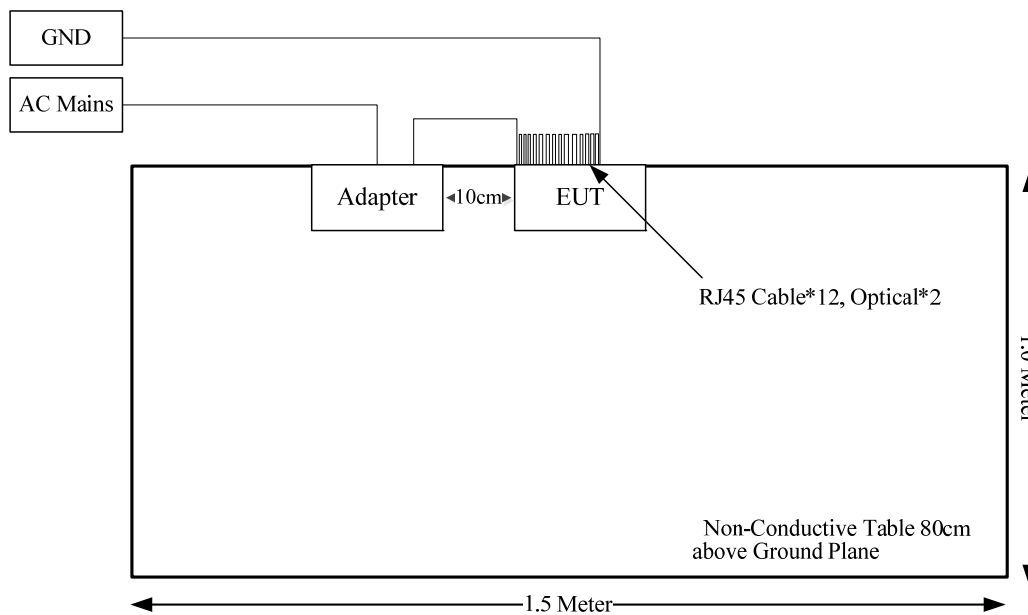 GND
AC Mains
Adapter
10cm
EUT
RJ45 Cable*12, Optical*2
Meter
Non-Conductive Table 80cm
above Ground Plane
1.5 Meter